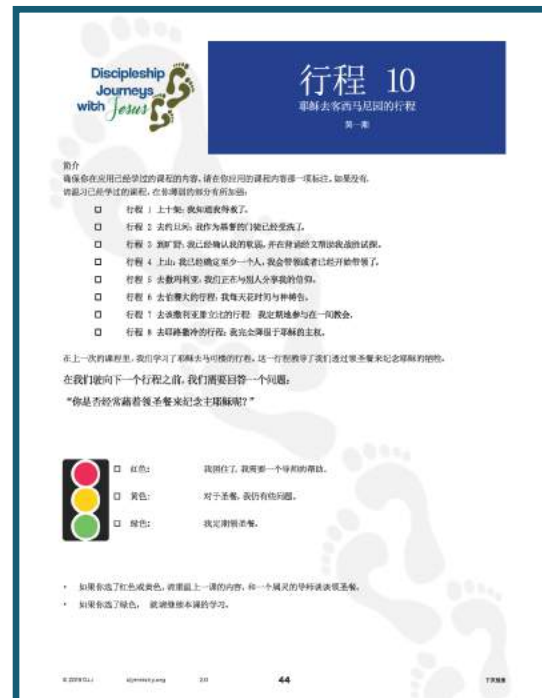 Discipleship
Journeys
with Jesus
行程 10
耶稣去客西马尼园的行程
第一期
简介
确保你在应用已经学过的课程的内容,请在你应用的课程内容那一项标注。如果没有,
请温习已经学过的课程,在你薄弱的部分有所加强:
□ 行程 1 上十架: 我知道我得救了。
□ 行程 2 去约旦河: 我作为基督的门徒已经受洗了。
□ 行程 3 到旷野: 我已经确认我的软弱, 并在背诵经文帮助我战胜试探。
□ 行程 4 上山: 我已经确定至少一个人, 我会带领或者已经开始带领了。
□ 行程 5 去撒玛利亚: 我们正在与别人分享我的信仰。
□ 行程 6 去伯赛大的行程: 我每天花时间与神祷告。
□ 行程 7 去该撒利亚腓立比的行程: 我定期地参与在一间教会。
□ 行程 8 去耶路撒冷的行程: 我完全降服于耶稣的主权。
在上一次的课程里, 我们学习了耶稣去马可楼的行程。这一行程教导了我们透过领圣餐来纪念耶稣的牺牲。
在我们驶向下一个行程之前, 我们需要回答一个问题:
“你是否经常藉着领圣餐来纪念主耶稣呢?”
□ 红色: 我困住了, 我需要一个导师的帮助。
□ 黄色: 对于圣餐, 我仍有些问题。
□ 绿色: 我定期领圣餐。
• 如果你选了红色或黄色, 请重温上一课的内容, 和一个属灵的导师谈谈领圣餐。
• 如果你选了绿色, 就请继续本课的学习。
© 2019 DJJ djjministry.org 2.0 44 下页继续